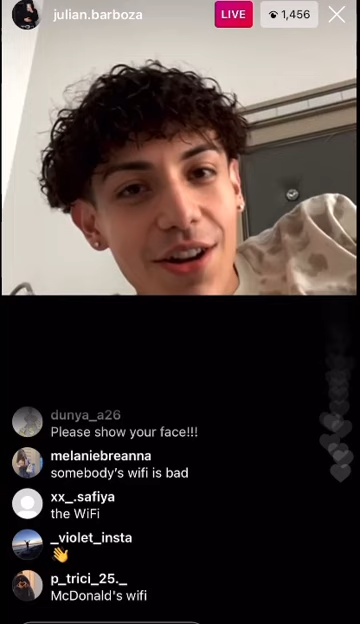 julian.barboza LIVE 1,456
dunya_a26
Please show your face!!!
melaniebreanna
somebody's wifi is bad
xx_.safiya
the WiFi
_violet_insta
👋
p_trici_25._
McDonald's wifi